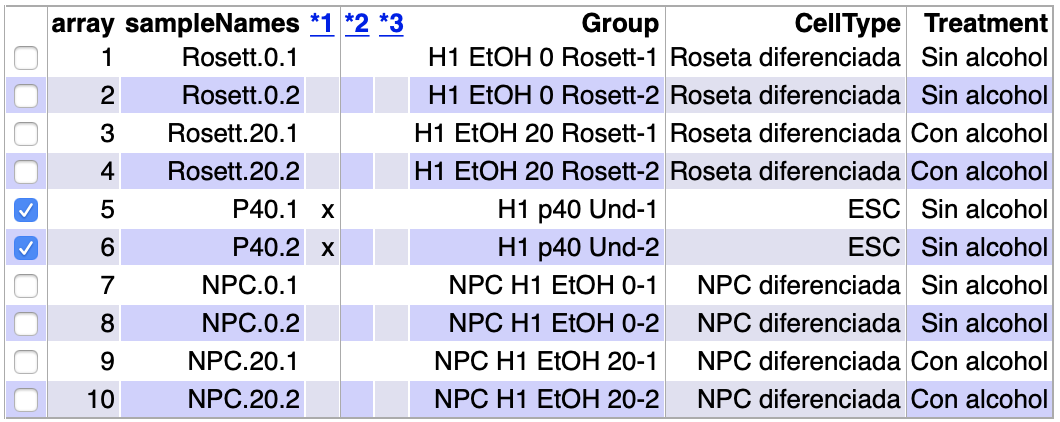 array sampleNames *1 *2 *3 Group CellType Treatment
1 Rosett.0.1 H1 EtOH 0 Rosett-1 Roseta diferenciada Sin alcohol
2 Rosett.0.2 H1 EtOH 0 Rosett-2 Roseta diferenciada Sin alcohol
3 Rosett.20.1 H1 EtOH 20 Rosett-1 Roseta diferenciada Con alcohol
4 Rosett.20.2 H1 EtOH 20 Rosett-2 Roseta diferenciada Con alcohol
5 P40.1 x H1 p40 Und-1 ESC Sin alcohol
6 P40.2 x H1 p40 Und-2 ESC Sin alcohol
7 NPC.0.1 NPC H1 EtOH 0-1 NPC diferenciada Sin alcohol
8 NPC.0.2 NPC H1 EtOH 0-2 NPC diferenciada Sin alcohol
9 NPC.20.1 NPC H1 EtOH 20-1 NPC diferenciada Con alcohol
10 NPC.20.2 NPC H1 EtOH 20-2 NPC diferenciada Con alcohol